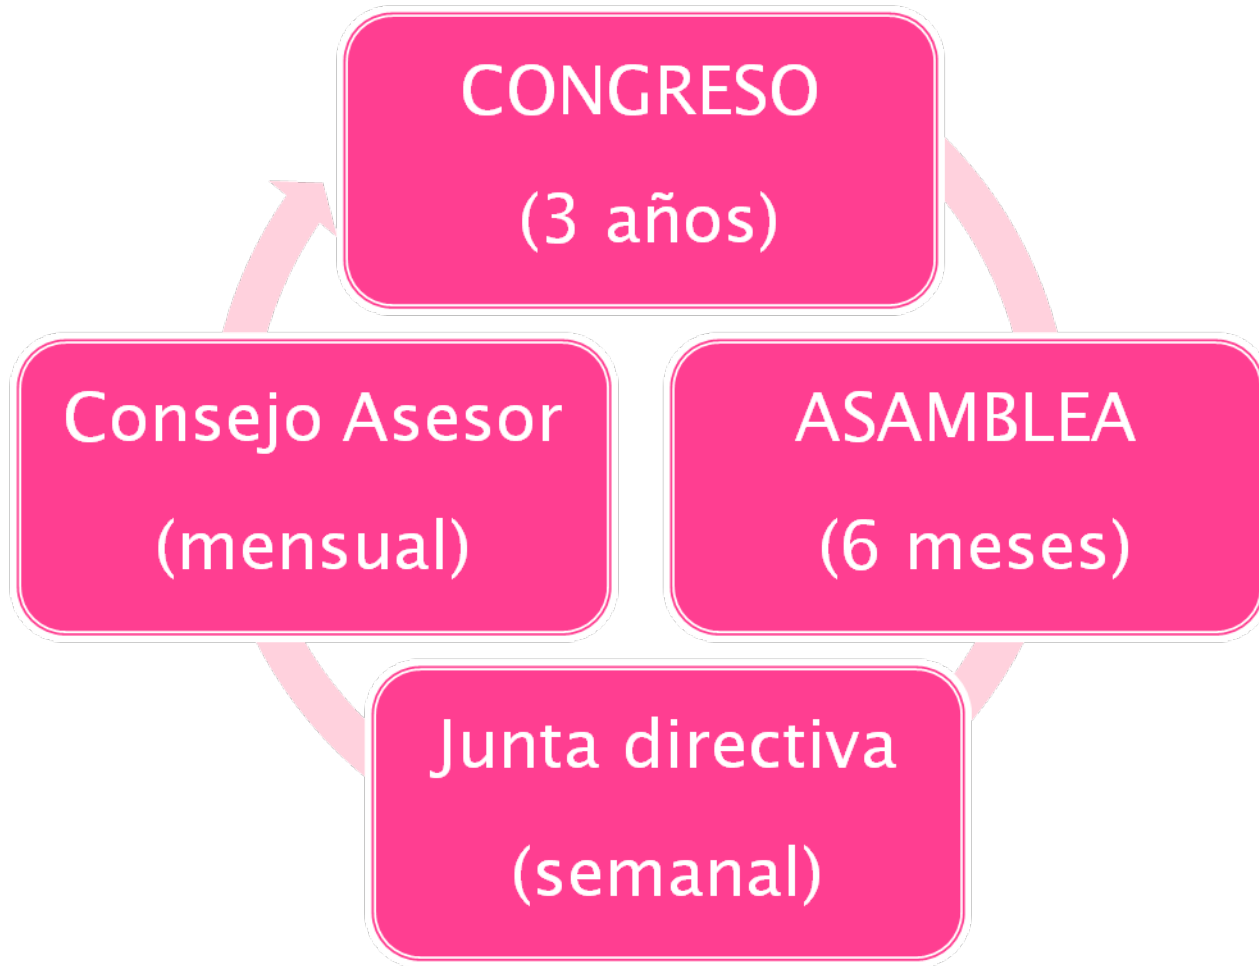 CONGRESO
(3 años)
Consejo Asesor
(mensual)
ASAMBLEA
(6 meses)
Junta directiva
(semanal)